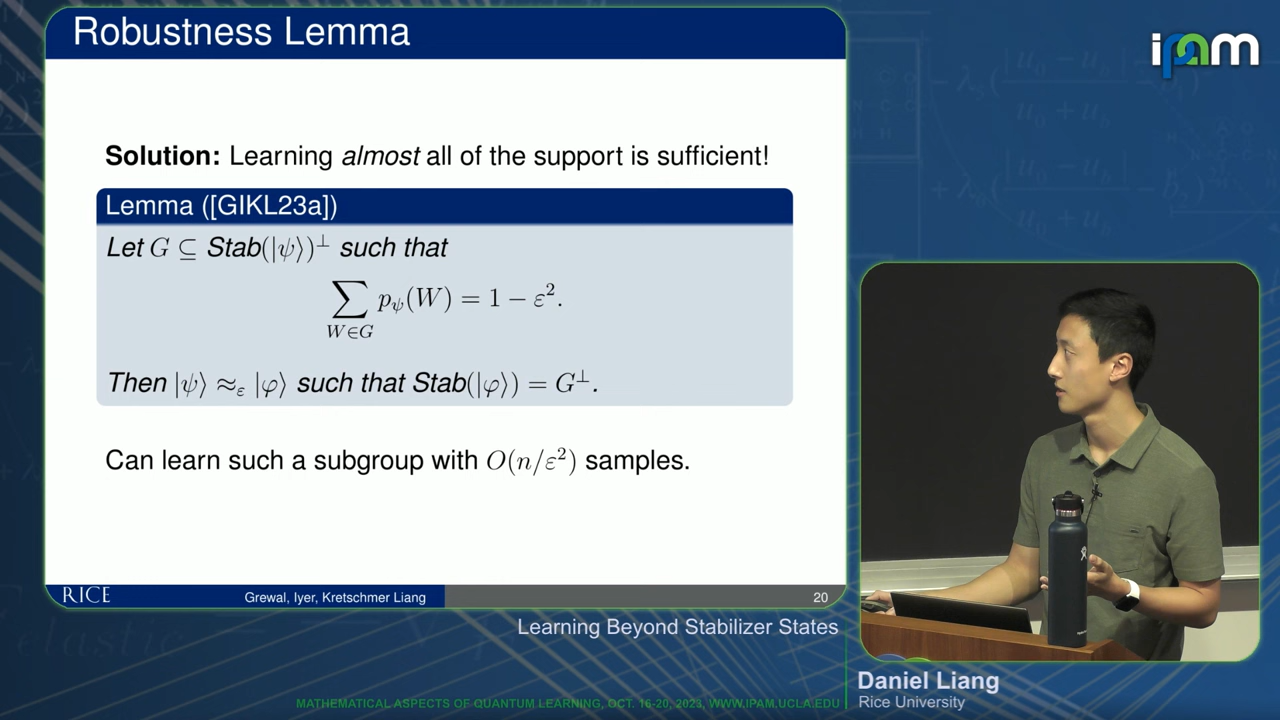 Robustness Lemma
ipam
Solution: Learning almost all of the support is sufficient!
Lemma ([GIKL23a])
Let G ⊆ Stab(|ψ⟩)^⊥ such that
∑_{W∈G} p_ψ(W) = 1 − ε².
Then |ψ⟩ ≈_ε |φ⟩ such that Stab(|φ⟩) = G^⊥.
Can learn such a subgroup with O(n/ε²) samples.
RICE Grewal, Iyer, Kretschmer Liang 20
Learning Beyond Stabilizer States
Daniel Liang
Rice University
MATHEMATICAL ASPECTS OF QUANTUM LEARNING, OCT. 16-20, 2023, WWW.IPAM.UCLA.EDU